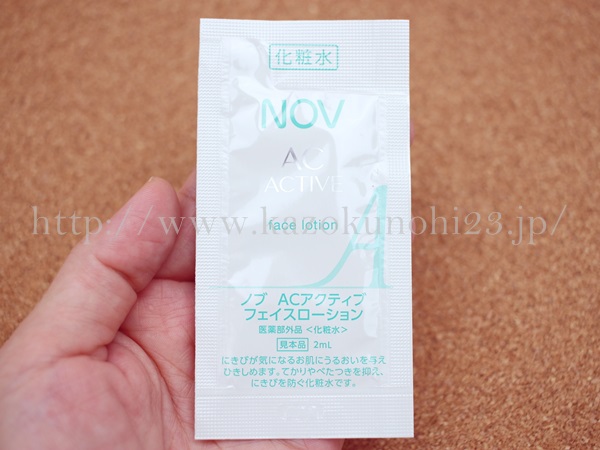 化粧水
NOV
AC
ACTIVE
face lotion
A
http://www.kazokunohi23.jp/
ノブ ACアクティブ
フェイスローション
医薬部外品 <化粧水>
見本品 2mL
にきびが気になるお肌にうるおいを与え
ひきしめます。てかりやべたつきを抑え、
にきびを防ぐ化粧水です。